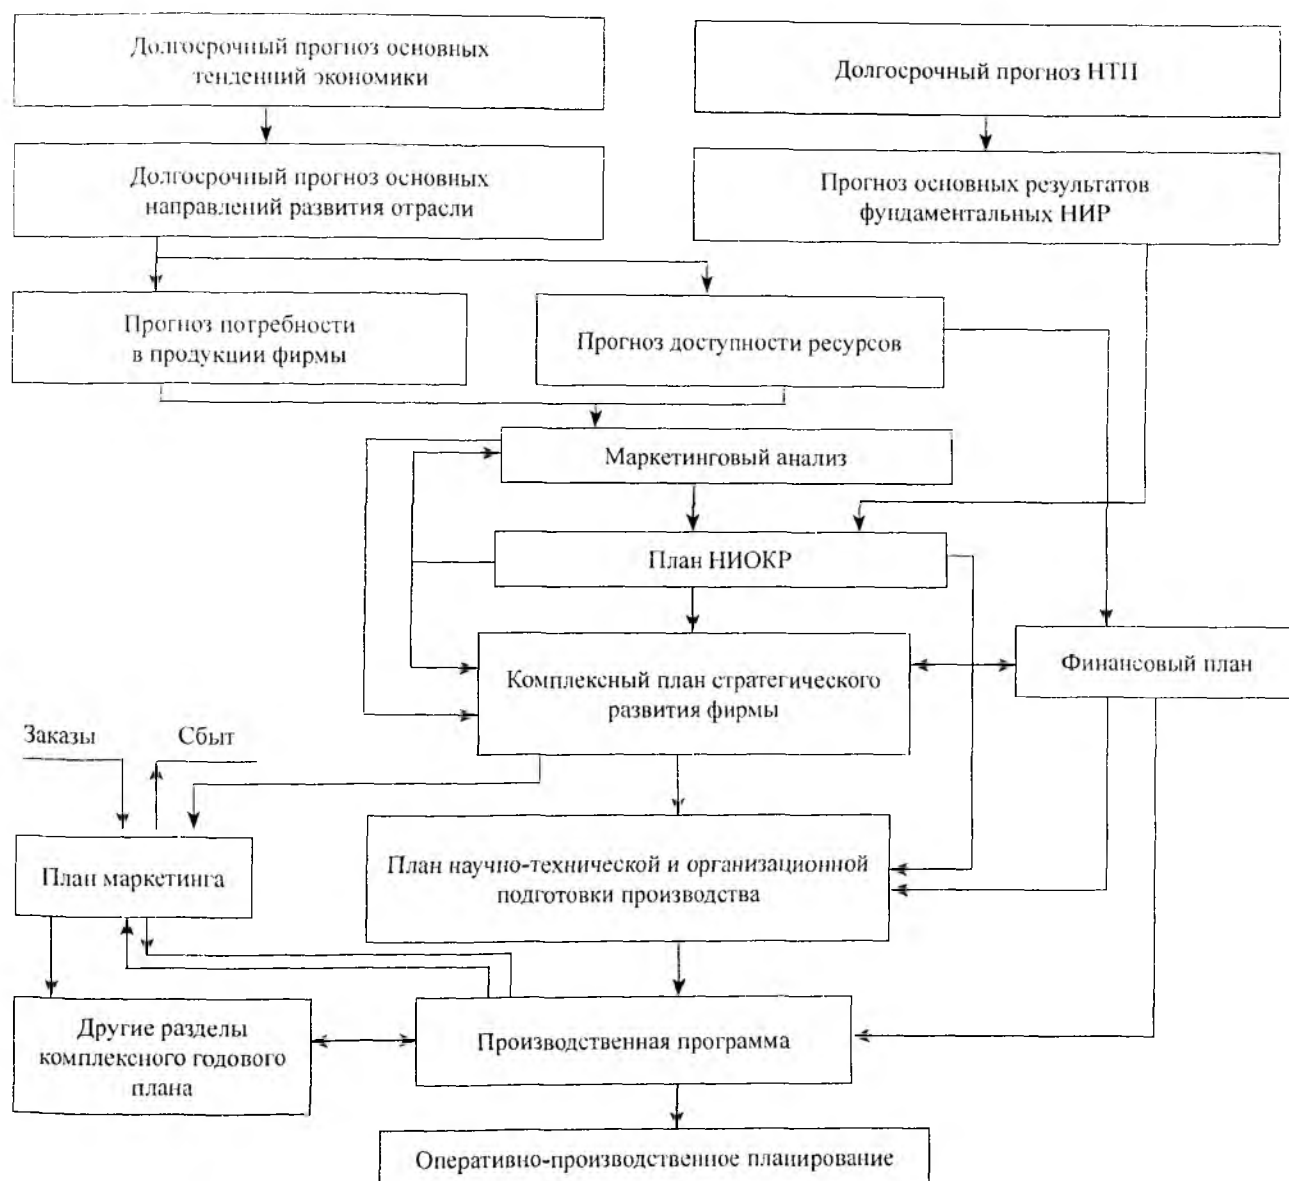 Долгосрочный прогноз основных
тенденций экономики
Долгосрочный прогноз НТП
Долгосрочный прогноз основных
направлений развития отрасли
Прогноз основных результатов
фундаментальных НИР
Прогноз потребности
в продукции фирмы
Прогноз доступности ресурсов
Маркетинговый анализ
План НИОКР
Комплексный план стратегического
развития фирмы
Финансовый план
Заказы
Сбыт
План маркетинга
План научно-технической и организационной
подготовки производства
Другие разделы
комплексного годового
плана
Производственная программа
Оперативно-производственное планирование